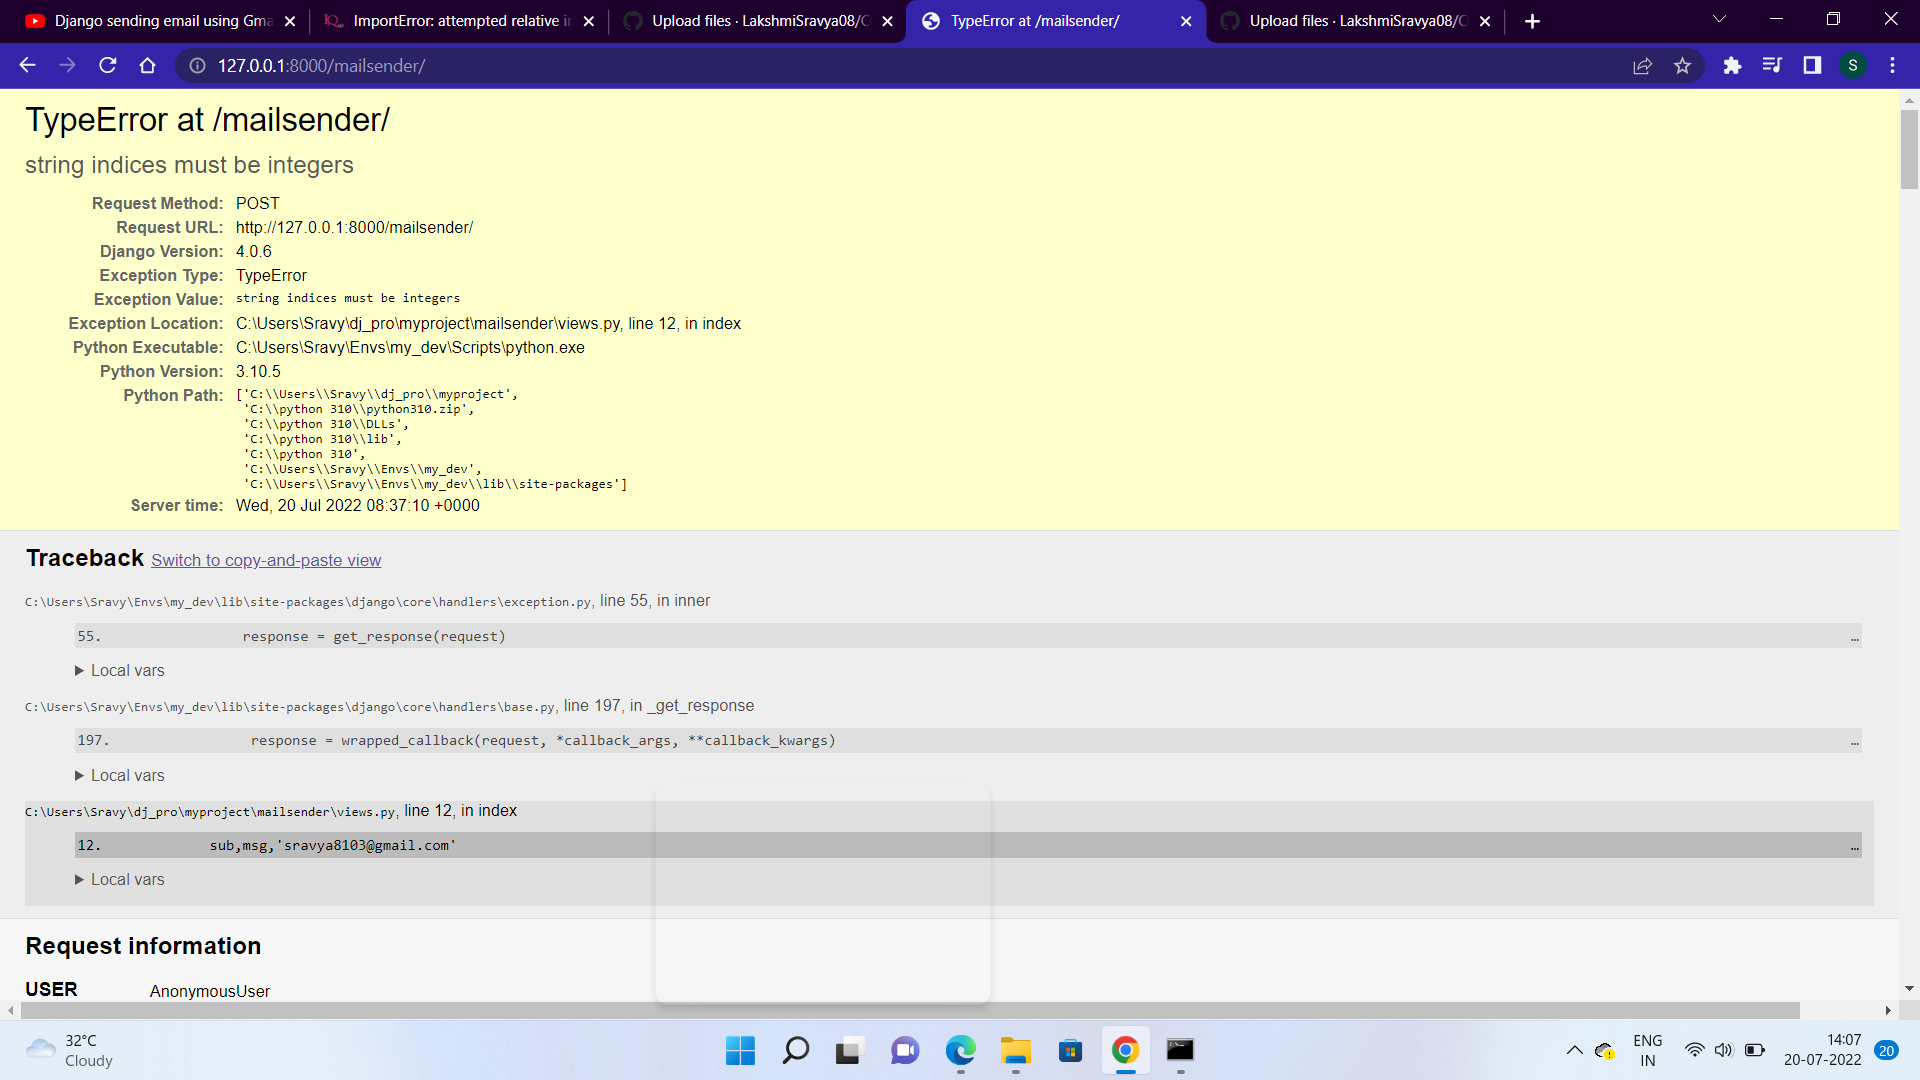 Django sending email using Gma
ImportError: attempted relative i
Upload files · LakshmiSravya08/C
TypeError at /mailsender/
Upload files · LakshmiSravya08/C
127.0.0.1:8000/mailsender/
S
TypeError at /mailsender/
string indices must be integers
Request Method: POST
Request URL: http://127.0.0.1:8000/mailsender/
Django Version: 4.0.6
Exception Type: TypeError
Exception Value: string indices must be integers
Exception Location: C:\Users\Sravy\dj_pro\myproject\mailsender\views.py, line 12, in index
Python Executable: C:\Users\Sravy\Envs\my_dev\Scripts\python.exe
Python Version: 3.10.5
Python Path: ['C:\\Users\\Sravy\\dj_pro\\myproject',
'C:\\python 310\\python310.zip',
'C:\\python 310\\DLLs',
'C:\\python 310\\lib',
'C:\\python 310',
'C:\\Users\\Sravy\\Envs\\my_dev',
'C:\\Users\\Sravy\\Envs\\my_dev\\lib\\site-packages']
Server time: Wed, 20 Jul 2022 08:37:10 +0000
Traceback Switch to copy-and-paste view
C:\Users\Sravy\Envs\my_dev\lib\site-packages\django\core\handlers\exception.py, line 55, in inner
55. response = get_response(request) …
▶ Local vars
C:\Users\Sravy\Envs\my_dev\lib\site-packages\django\core\handlers\base.py, line 197, in _get_response
197. response = wrapped_callback(request, *callback_args, **callback_kwargs) …
▶ Local vars
C:\Users\Sravy\dj_pro\myproject\mailsender\views.py, line 12, in index
12. sub,msg,'sravya8103@gmail.com' …
▶ Local vars
Request information
USER AnonymousUser
32°C
Cloudy
ENG
IN
14:07
20-07-2022
20